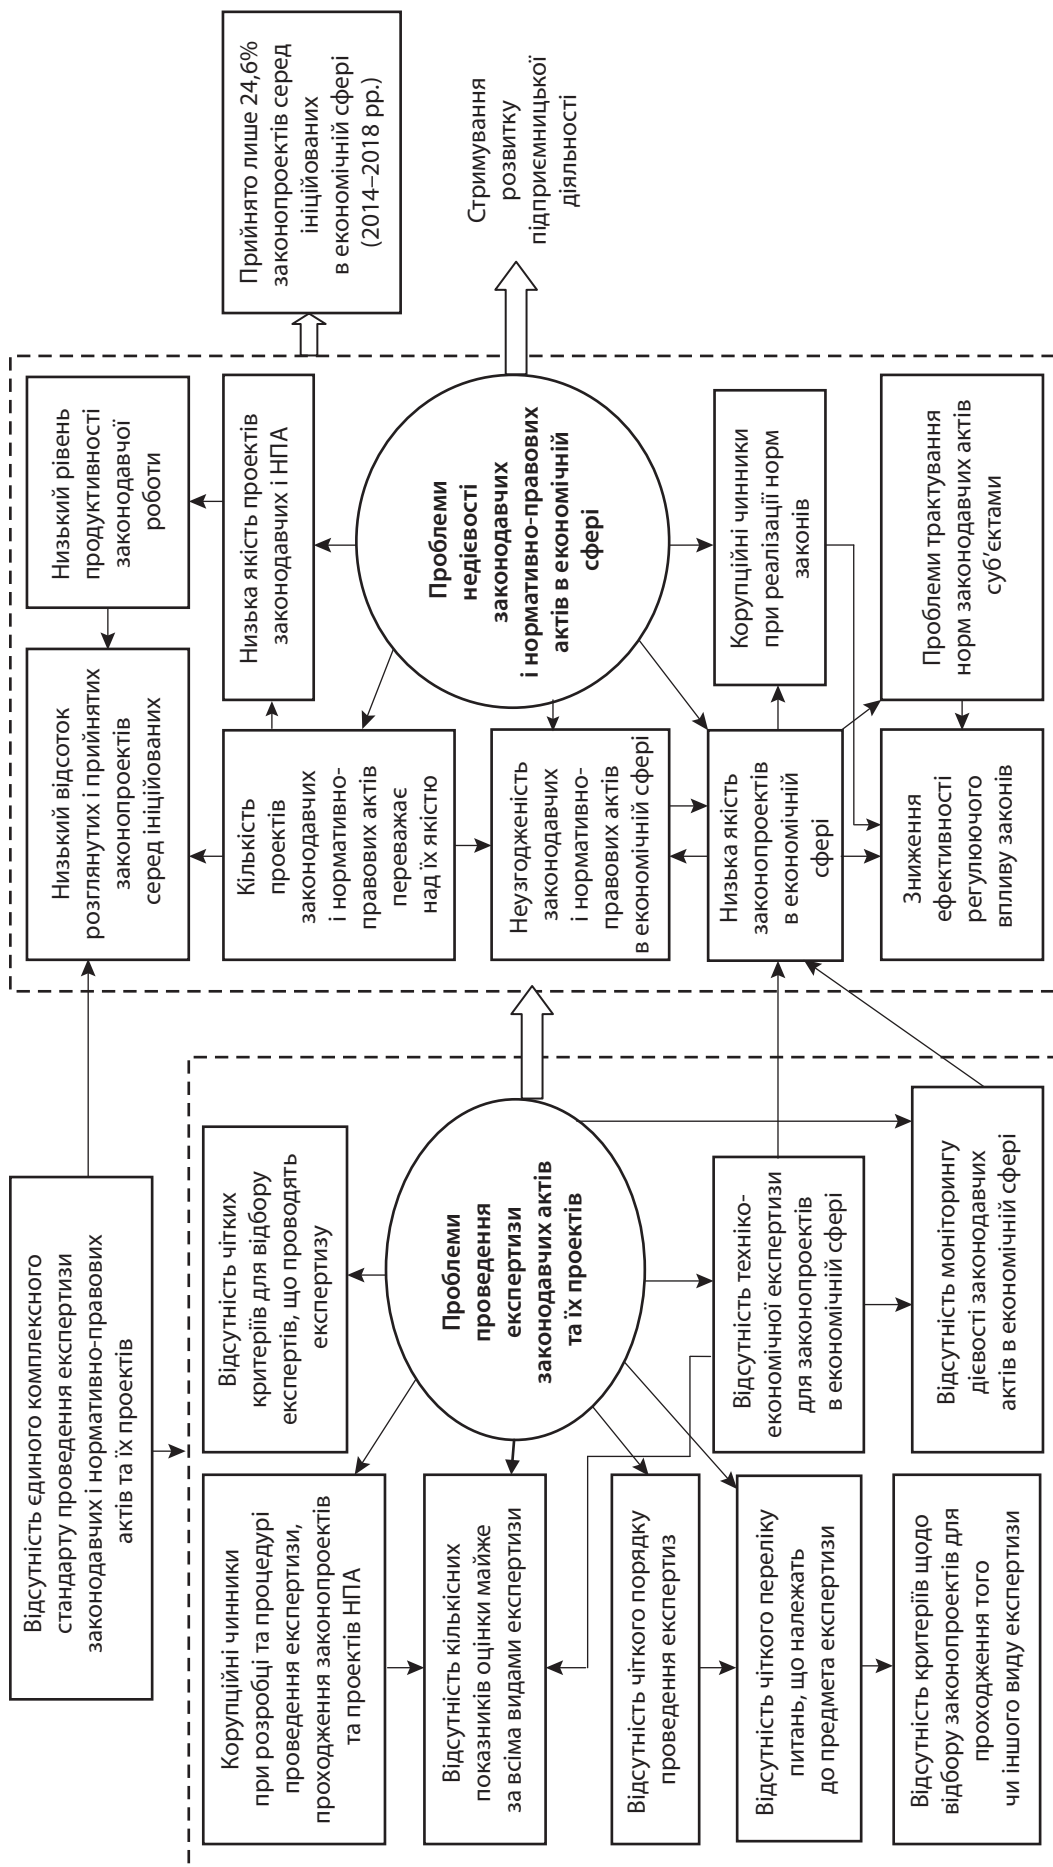 Відсутність єдиного комплексного
стандарту проведення експертизи
законодавчих і нормативно-правових
актів та їх проектів
Корупційні чинники
при розробці та процедурі
проведення експертизи,
проходження законопроектів
та проектів НПА
Відсутність чітких
критеріїв для відбору
експертів, що проводять
експертизу
Відсутність кількісних
показників оцінки майже
за всіма видами експертизи
Проблеми
проведення
експертизи
законодавчих актів
та їх проектів
Відсутність чіткого порядку
проведення експертиз
Відсутність чіткого переліку
питань, що належать
до предмета експертизи
Відсутність техніко-
економічної експертизи
для законопроектів
в економічній сфері
Відсутність критеріїв щодо
відбору законопроектів для
проходження того
чи іншого виду експертизи
Відсутність моніторингу
дієвості законодавчих
актів в економічній сфері
Низький відсоток
розглянутих і прийнятих
законопроектів
серед ініційованих
Низький рівень
продуктивності
законодавчої
роботи
Кількість
проектів
законодавчих
і нормативно-
правових актів
переважає
над їх якістю
Низька якість проектів
законодавчих і НПА
Неузгодженість
законодавчих
і нормативно-
правових актів
в економічній сфері
Проблеми
недієвості
законодавчих
і нормативно-правових
актів в економічній
сфері
Низька якість
законопроектів
в економічній
сфері
Корупційні чинники
при реалізації норм
законів
Зниження
ефективності
регулюючого
впливу законів
Проблеми трактування
норм законодавчих актів
суб’єктами
Прийнято лише 24,6%
законопроектів серед
ініційованих
в економічній сфері
(2014–2018 рр.)
Стримування
розвитку
підприємницької
діяльності